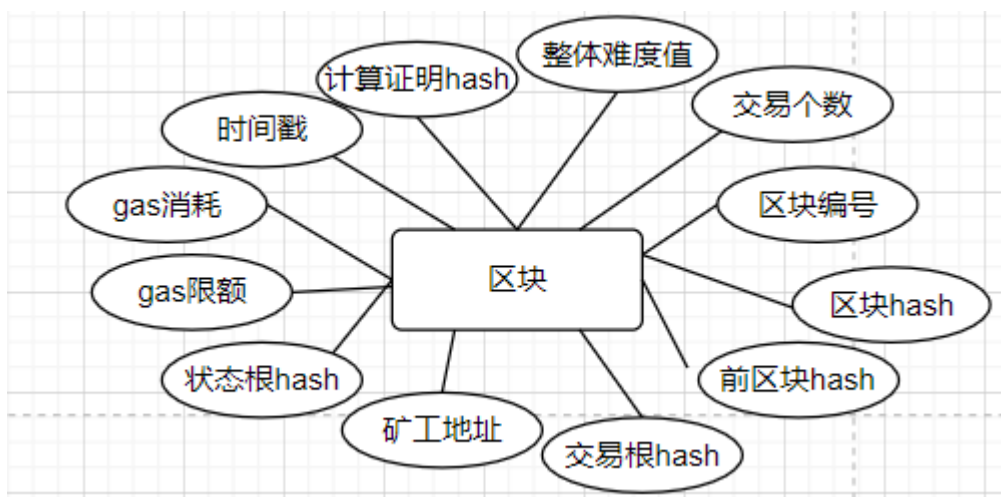 整体难度值
计算证明hash
交易个数
时间戳
gas消耗
区块编号
区块
gas限额
区块hash
状态根hash
前区块hash
矿工地址
交易根hash